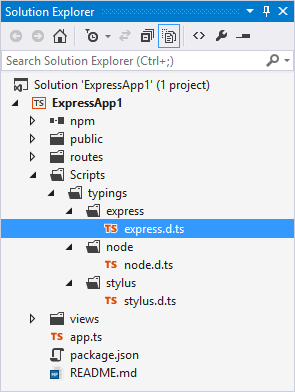 Solution Explorer
Search Solution Explorer (Ctrl+;)
Solution 'ExpressApp1' (1 project)
TS ExpressApp1
npm
public
routes
Scripts
typings
express
TS express.d.ts
node
TS node.d.ts
stylus
TS stylus.d.ts
views
TS app.ts
package.json
README.md